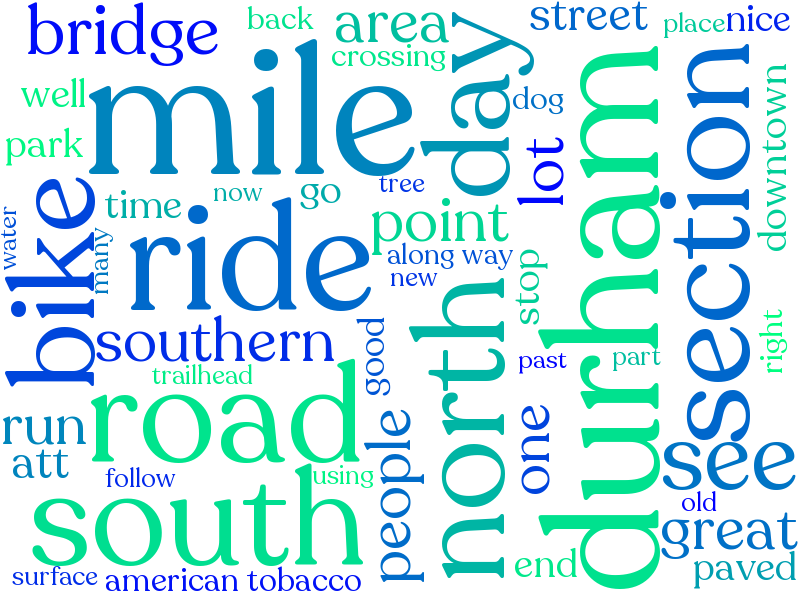 bridge
back
area
street
place
nice
crossing
well
mile
day
dog
park
lot
durham
section
downtown
bike
time
now
go
tree
water
many
ride
point
along way
new
stop
north
southern
good
past
part
right
trailhead
road
run
att
people
one
see
follow
using
south
old
great
end
paved
surface
american tobacco